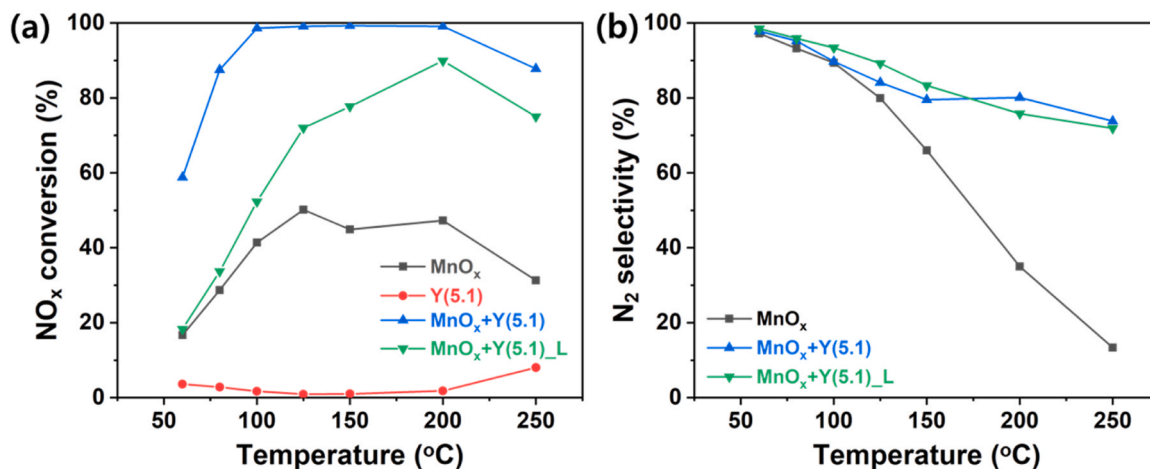 (a)
NOx conversion (%)
100
80
60
40
20
0
MnOx
Y(5.1)
MnOx+Y(5.1)
MnOx+Y(5.1)_L
50 100 150 200 250
Temperature (oC)
(b)
N2 selectivity (%)
100
80
60
40
20
0
MnOx
MnOx+Y(5.1)
MnOx+Y(5.1)_L
50 100 150 200 250
Temperature (oC)